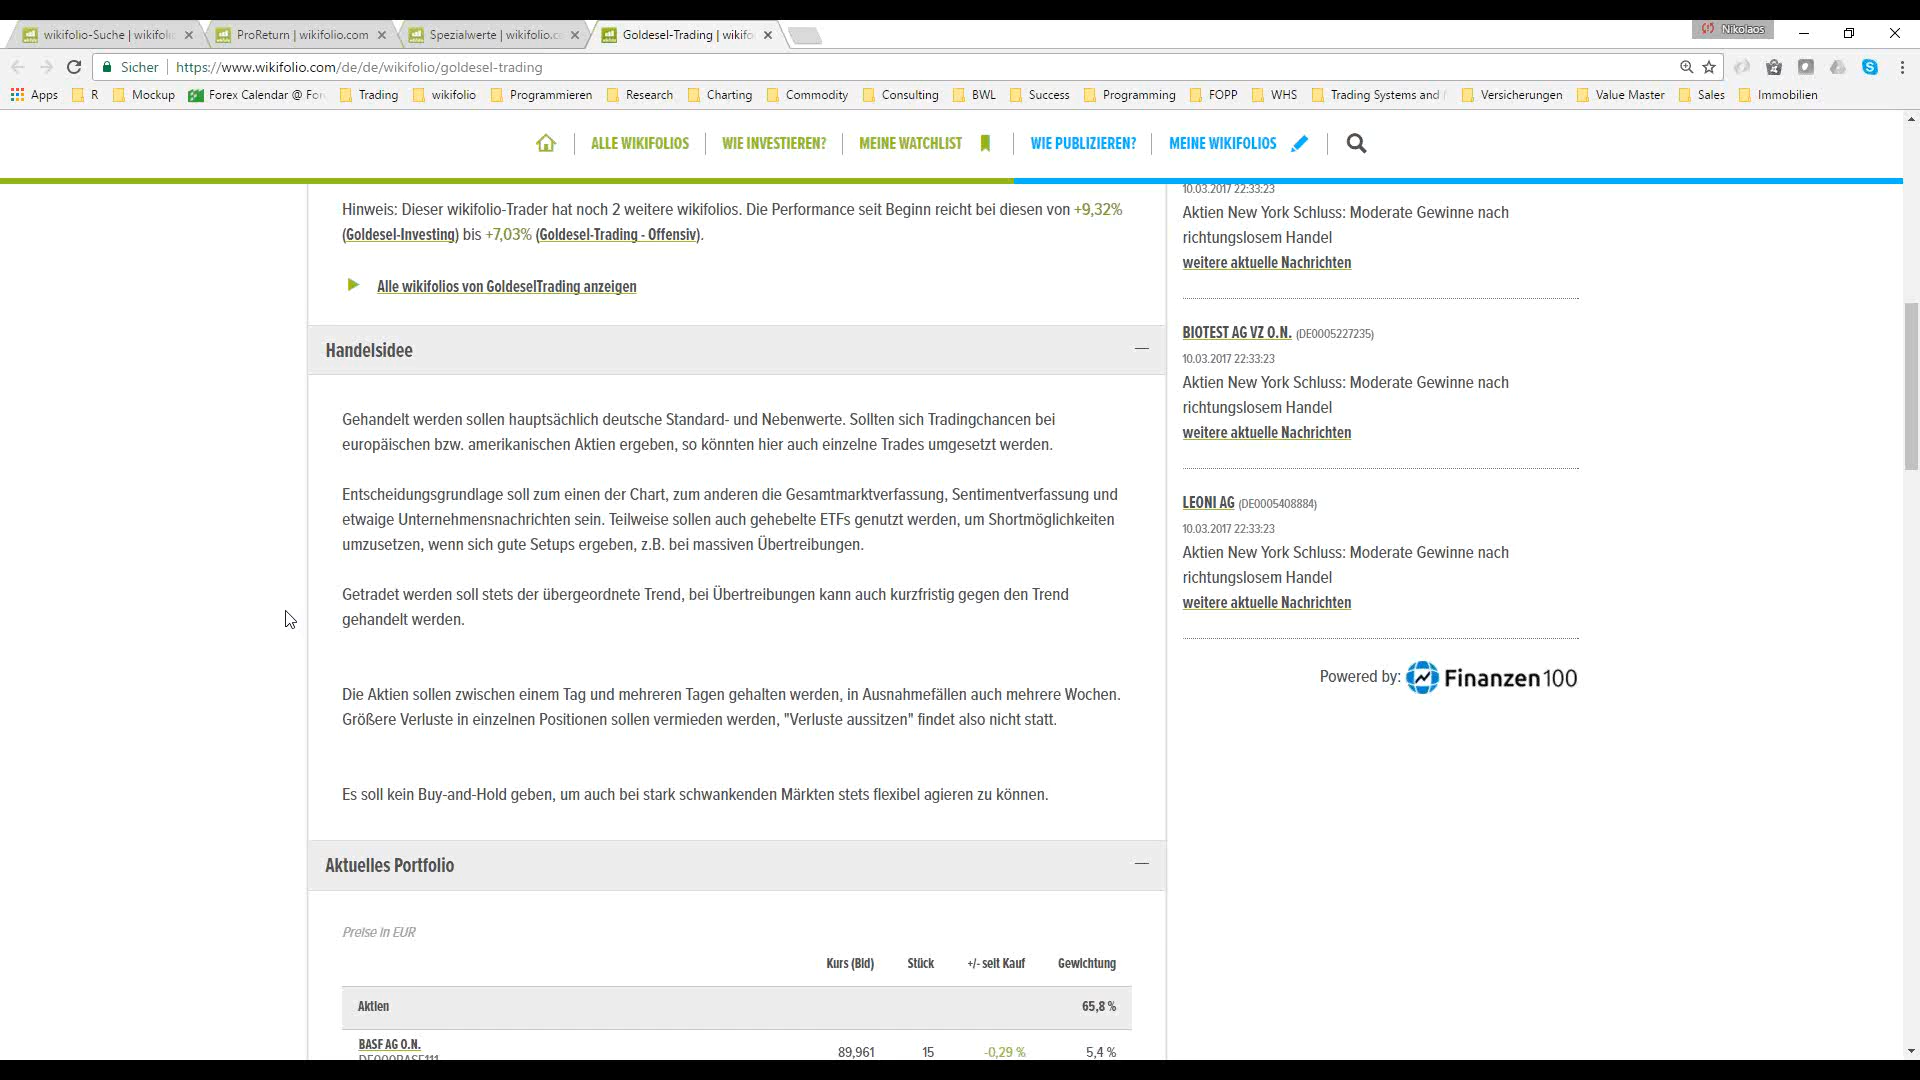 wikifolio-Suche | wikifolio
ProReturn | wikifolio.com
Spezialwerte | wikifolio.c
Goldesel-Trading | wikifo
Nikolaos
Sicher
https://www.wikifolio.com/de/de/wikifolio/goldesel-trading
Apps
R
Mockup
Forex Calendar @ For
Trading
wikifolio
Programmieren
Research
Charting
Commodity
Consulting
BWL
Success
Programming
FOPP
WHS
Trading Systems and
Versicherungen
Value Master
Sales
Immobilien
ALLE WIKIFOLIOS
WIE INVESTIEREN?
MEINE WATCHLIST
WIE PUBLIZIEREN?
MEINE WIKIFOLIOS
Hinweis: Dieser wikifolio-Trader hat noch 2 weitere wikifolios. Die Performance seit Beginn reicht bei diesen von +9,32%
(Goldesel-Investing) bis +7,03% (Goldesel-Trading - Offensiv).
Alle wikifolios von GoldeselTrading anzeigen
Handelsidee
Gehandelt werden sollen hauptsächlich deutsche Standard- und Nebenwerte. Sollten sich Tradingchancen bei
europäischen bzw. amerikanischen Aktien ergeben, so könnten hier auch einzelne Trades umgesetzt werden.
Entscheidungsgrundlage soll zum einen der Chart, zum anderen die Gesamtmarktverfassung, Sentimentverfassung und
etwaige Unternehmensnachrichten sein. Teilweise sollen auch gehebelte ETFs genutzt werden, um Shortmöglichkeiten
umzusetzen, wenn sich gute Setups ergeben, z.B. bei massiven Übertreibungen.
Getradet werden soll stets der übergeordnete Trend, bei Übertreibungen kann auch kurzfristig gegen den Trend
gehandelt werden.
Die Aktien sollen zwischen einem Tag und mehreren Tagen gehalten werden, in Ausnahmefällen auch mehrere Wochen.
Größere Verluste in einzelnen Positionen sollen vermieden werden, "Verluste aussitzen" findet also nicht statt.
Es soll kein Buy-and-Hold geben, um auch bei stark schwankenden Märkten stets flexibel agieren zu können.
Aktuelles Portfolio
Preise in EUR
Kurs (Bid) Stück +/- seit Kauf Gewichtung
Aktien 65,8 %
BASF AG O.N.
DE000BASF111
89,961 15 -0,29 % 5,4 %
10.03.2017 22:33:23
Aktien New York Schluss: Moderate Gewinne nach
richtungslosem Handel
weitere aktuelle Nachrichten
BIOTEST AG VZ O.N. (DE0005227235)
10.03.2017 22:33:23
Aktien New York Schluss: Moderate Gewinne nach
richtungslosem Handel
weitere aktuelle Nachrichten
LEONI AG (DE0005408884)
10.03.2017 22:33:23
Aktien New York Schluss: Moderate Gewinne nach
richtungslosem Handel
weitere aktuelle Nachrichten
Powered by: Finanzen100